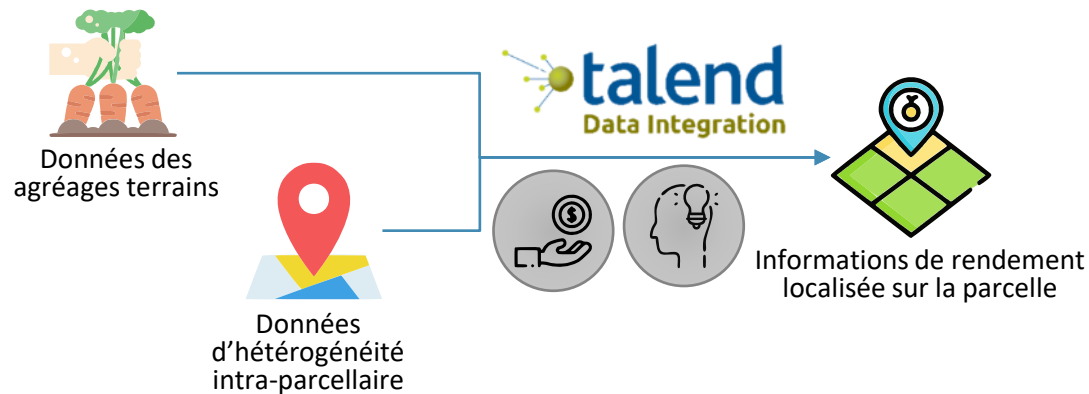 Données des
agréages terrains
talend
Data Integration
$
Données
d’hétérogénéité
intra-parcellaire
Informations de rendement
localisée sur la parcelle